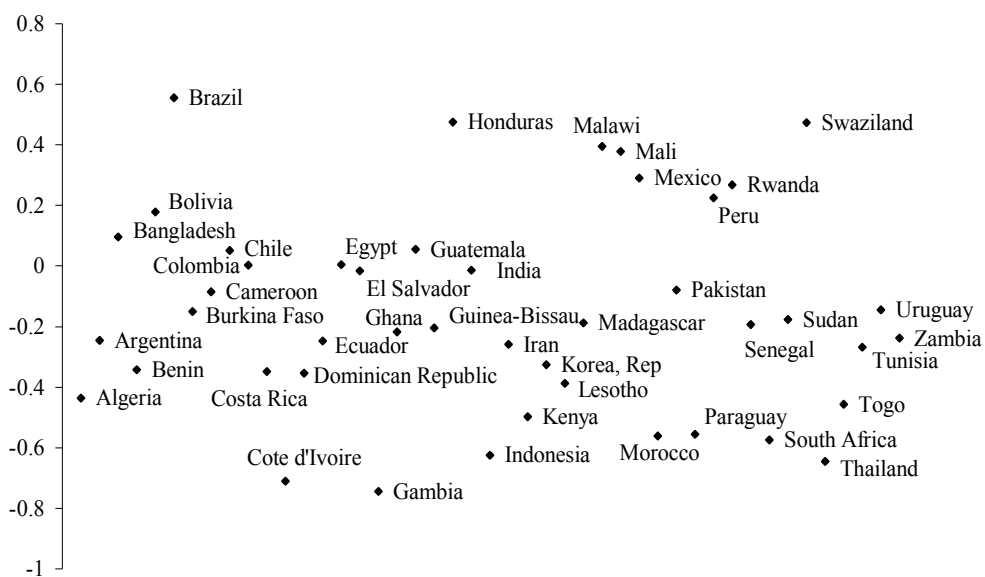 0.8
Brazil
0.6
Honduras
Malawi
Swaziland
0.4
Mali
Mexico
Rwanda
Bolivia
0.2
Peru
Bangladesh
Chile
Egypt
Guatemala
0
Colombia
India
El Salvador
Cameroon
Pakistan
Burkina Faso
Ghana
Guinea-Bissau
Madagascar
Sudan
Uruguay
-0.2
Argentina
Ecuador
Iran
Senegal
Zambia
Tunisia
Benin
Dominican Republic
Korea, Rep
-0.4
Algeria
Costa Rica
Lesotho
Kenya
Paraguay
Togo
-0.6
Cote d'Ivoire
Indonesia
Morocco
South Africa
Thailand
Gambia
-0.8
-1